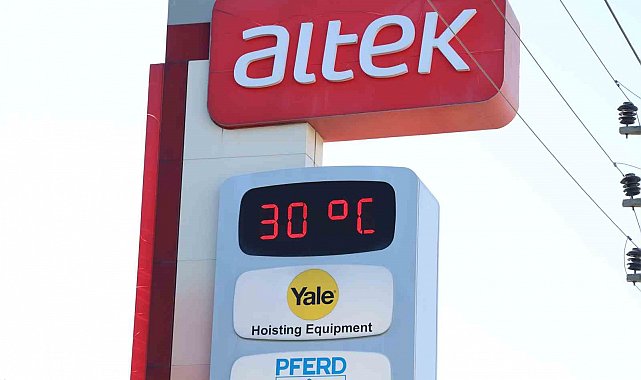 altek
30 °C
Yale
Hoisting Equipment
PFERD